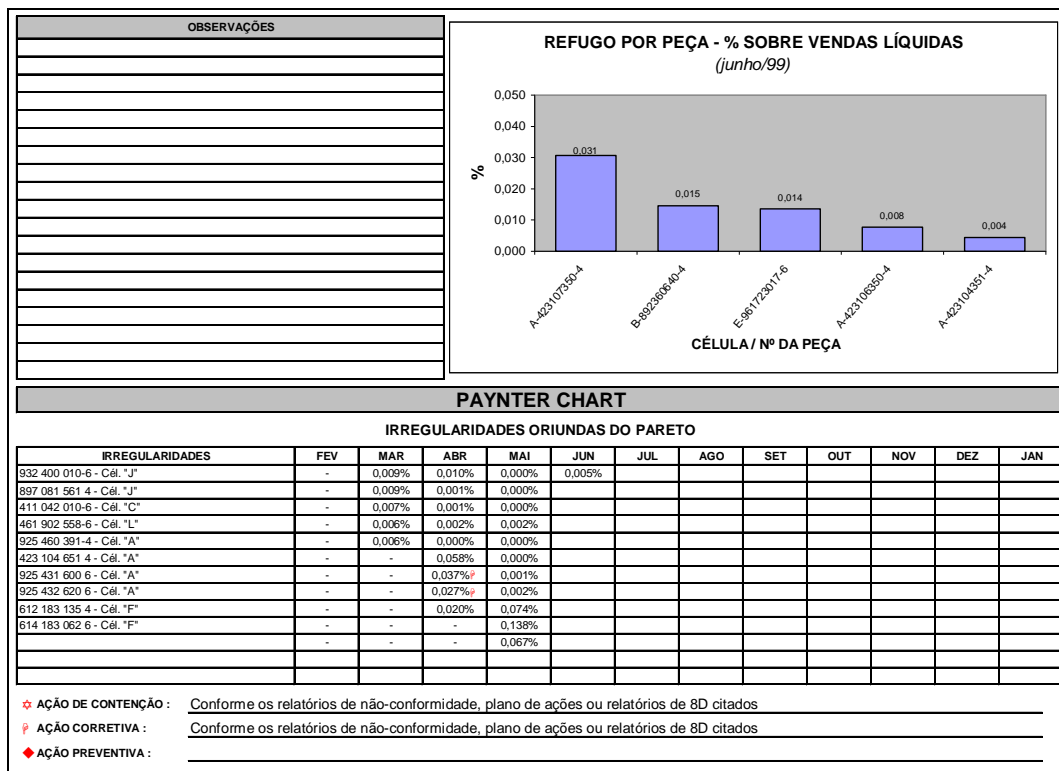 OBSERVAÇÕES
REFUGO POR PEÇA - % SOBRE VENDAS LÍQUIDAS
(junho/99)
0,050
0,040
0,030
0,020
0,010
0,000
%
0,031
0,015
0,014
0,008
0,004
A-423107350-4
B-892360640-4
E-961723017-6
A-423106350-4
A-423104351-4
CÉLULA / Nº DA PEÇA
PAYNTER CHART
IRREGULARIDADES ORIUNDAS DO PARETO
IRREGULARIDADES FEV MAR ABR MAI JUN JUL AGO SET OUT NOV DEZ JAN
932 400 010-6 - Cél. "J" - 0,009% 0,010% 0,000% 0,005%
897 081 561 4 - Cél. "J" - 0,009% 0,001% 0,000%
411 042 010-6 - Cél. "C" - 0,007% 0,001% 0,000%
461 902 558-6 - Cél. "L" - 0,006% 0,002% 0,002%
925 460 391-4 - Cél. "A" - 0,006% 0,000% 0,000%
423 104 651 4 - Cél. "A" - - 0,058% 0,000%
925 431 600 6 - Cél. "A" - - 0,037% 0,001%
925 432 620 6 - Cél. "A" - - 0,027% 0,002%
612 183 135 4 - Cél. "F" - - 0,020% 0,074%
614 183 062 6 - Cél. "F" - - - 0,138%
- - - 0,067%
AÇÃO DE CONTENÇÃO : Conforme os relatórios de não-conformidade, plano de ações ou relatórios de 8D citados
AÇÃO CORRETIVA : Conforme os relatórios de não-conformidade, plano de ações ou relatórios de 8D citados
AÇÃO PREVENTIVA :